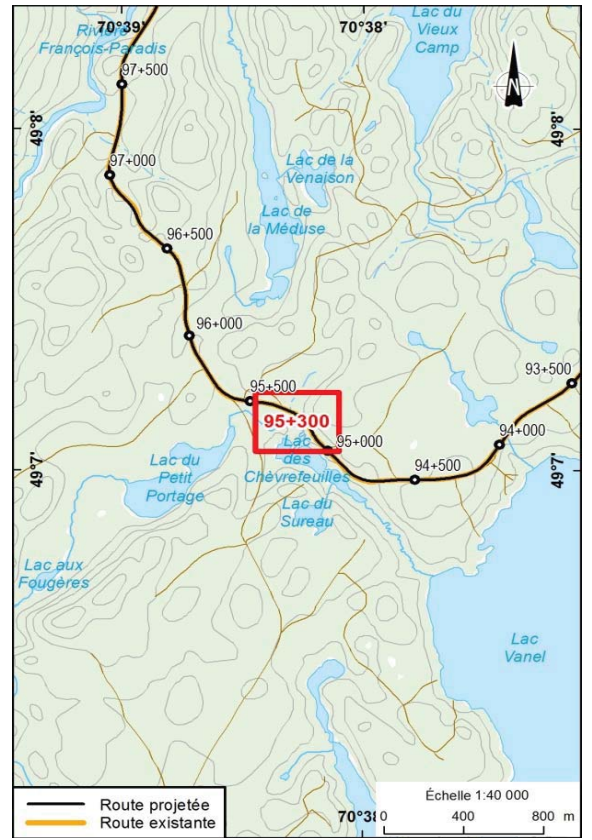 70°39'
70°38'
Lac du
Vieux
Camp
Rivière
François-Paradis
97+500
N
49°8'
49°8'
97+000
Lac de la
Venaison
Lac de
la Méduse
96+500
96+000
93+500
95+500
95+300
94+000
95+000
Lac
des
Chèvrefeuilles
49°7'
49°7'
Lac du
Petit
Portage
94+500
Lac du
Sureau
Lac aux
Fougères
Lac
Vanel
Route projetée
Route existante
70°38'
Échelle 1:40 000
0 400 800 m